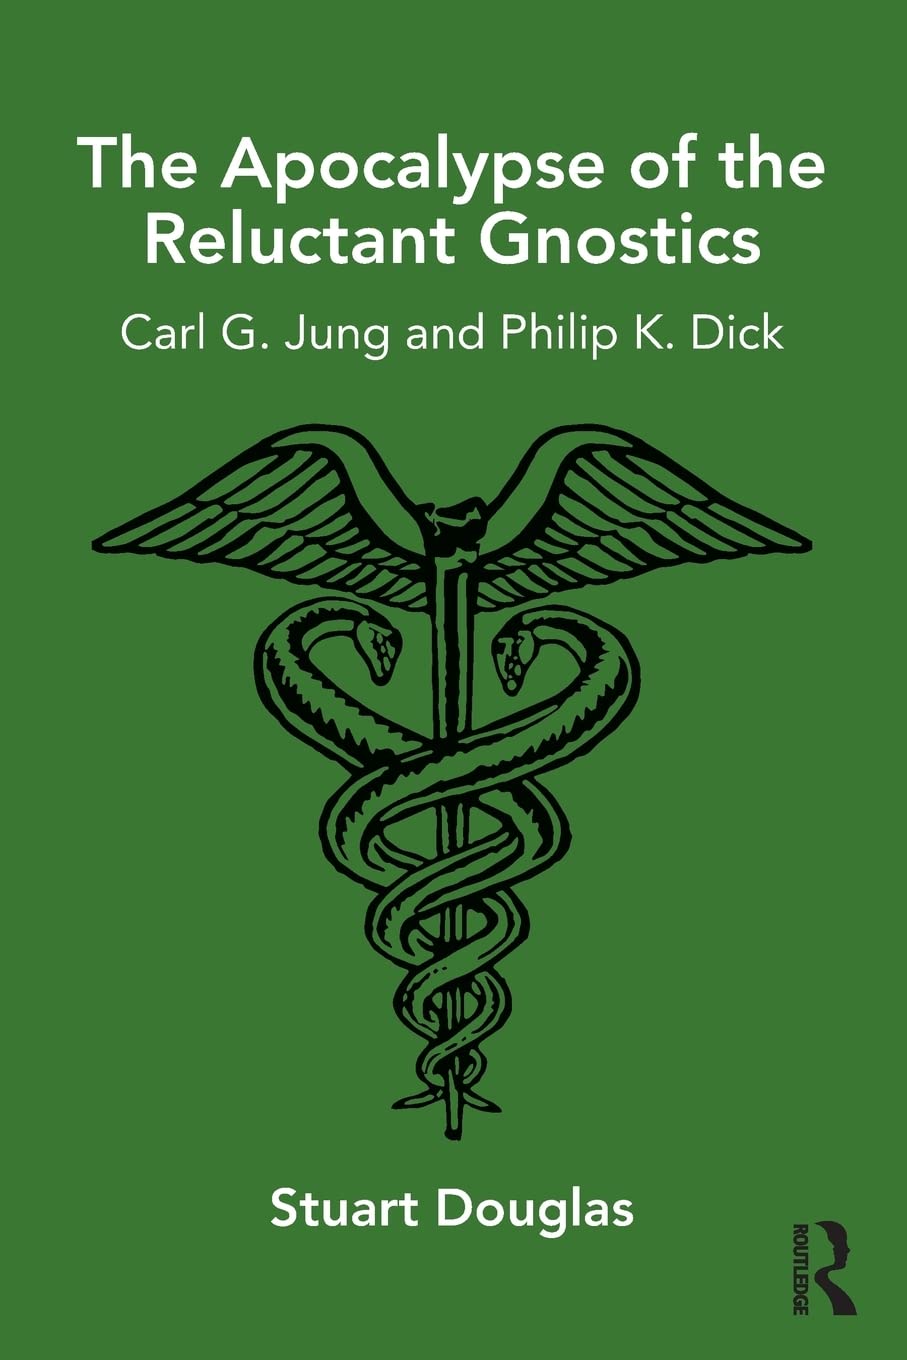 The Apocalypse of the
Reluctant Gnostics
Carl G. Jung and Philip K. Dick
Stuart Douglas
ROUTLEDGE